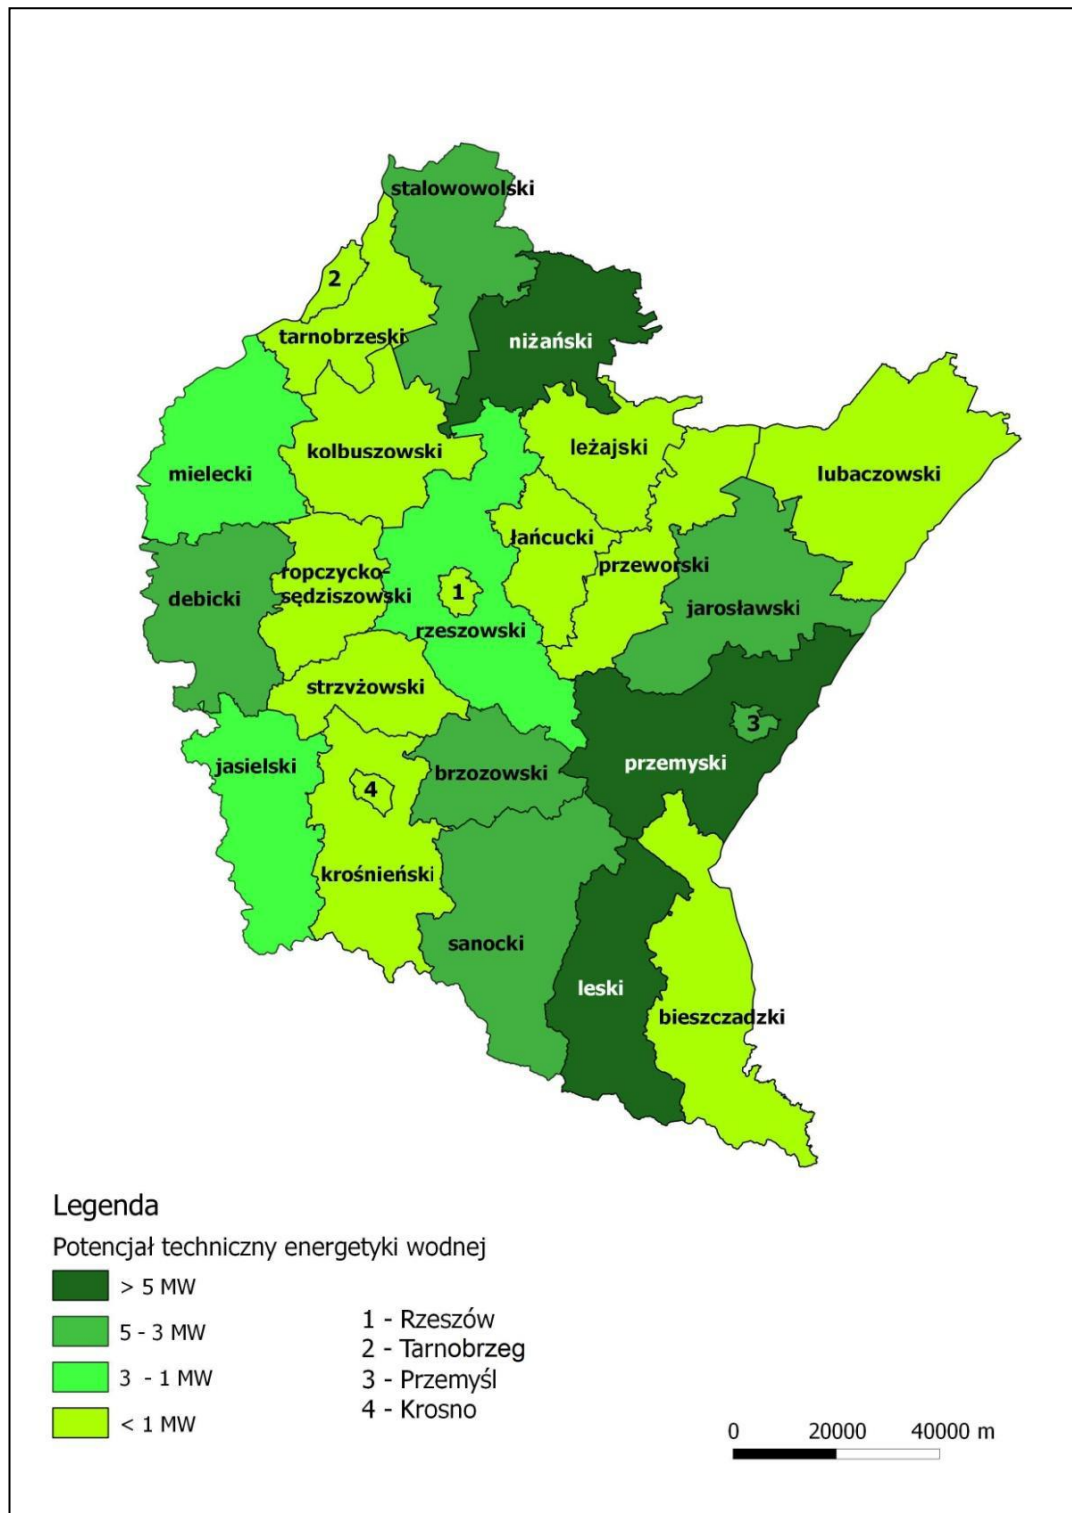 stalowowolski
2
tarnobrzeski
niżański
kolbuszowski
leżajski
mielecki
lubaczowski
łańcucki
przeworski
ropczycko-
sędziszowski
debicki
1
jarosławski
rzeszowski
strzyżowski
3
jasielski
brzozowski
przemyski
4
krośnieński
sanocki
leski
bieszczadzki
Legenda
Potencjał techniczny energetyki wodnej
> 5 MW
5 - 3 MW
3 - 1 MW
< 1 MW
1 - Rzeszów
2 - Tarnobrzeg
3 - Przemyśl
4 - Krosno
0 20000 40000 m